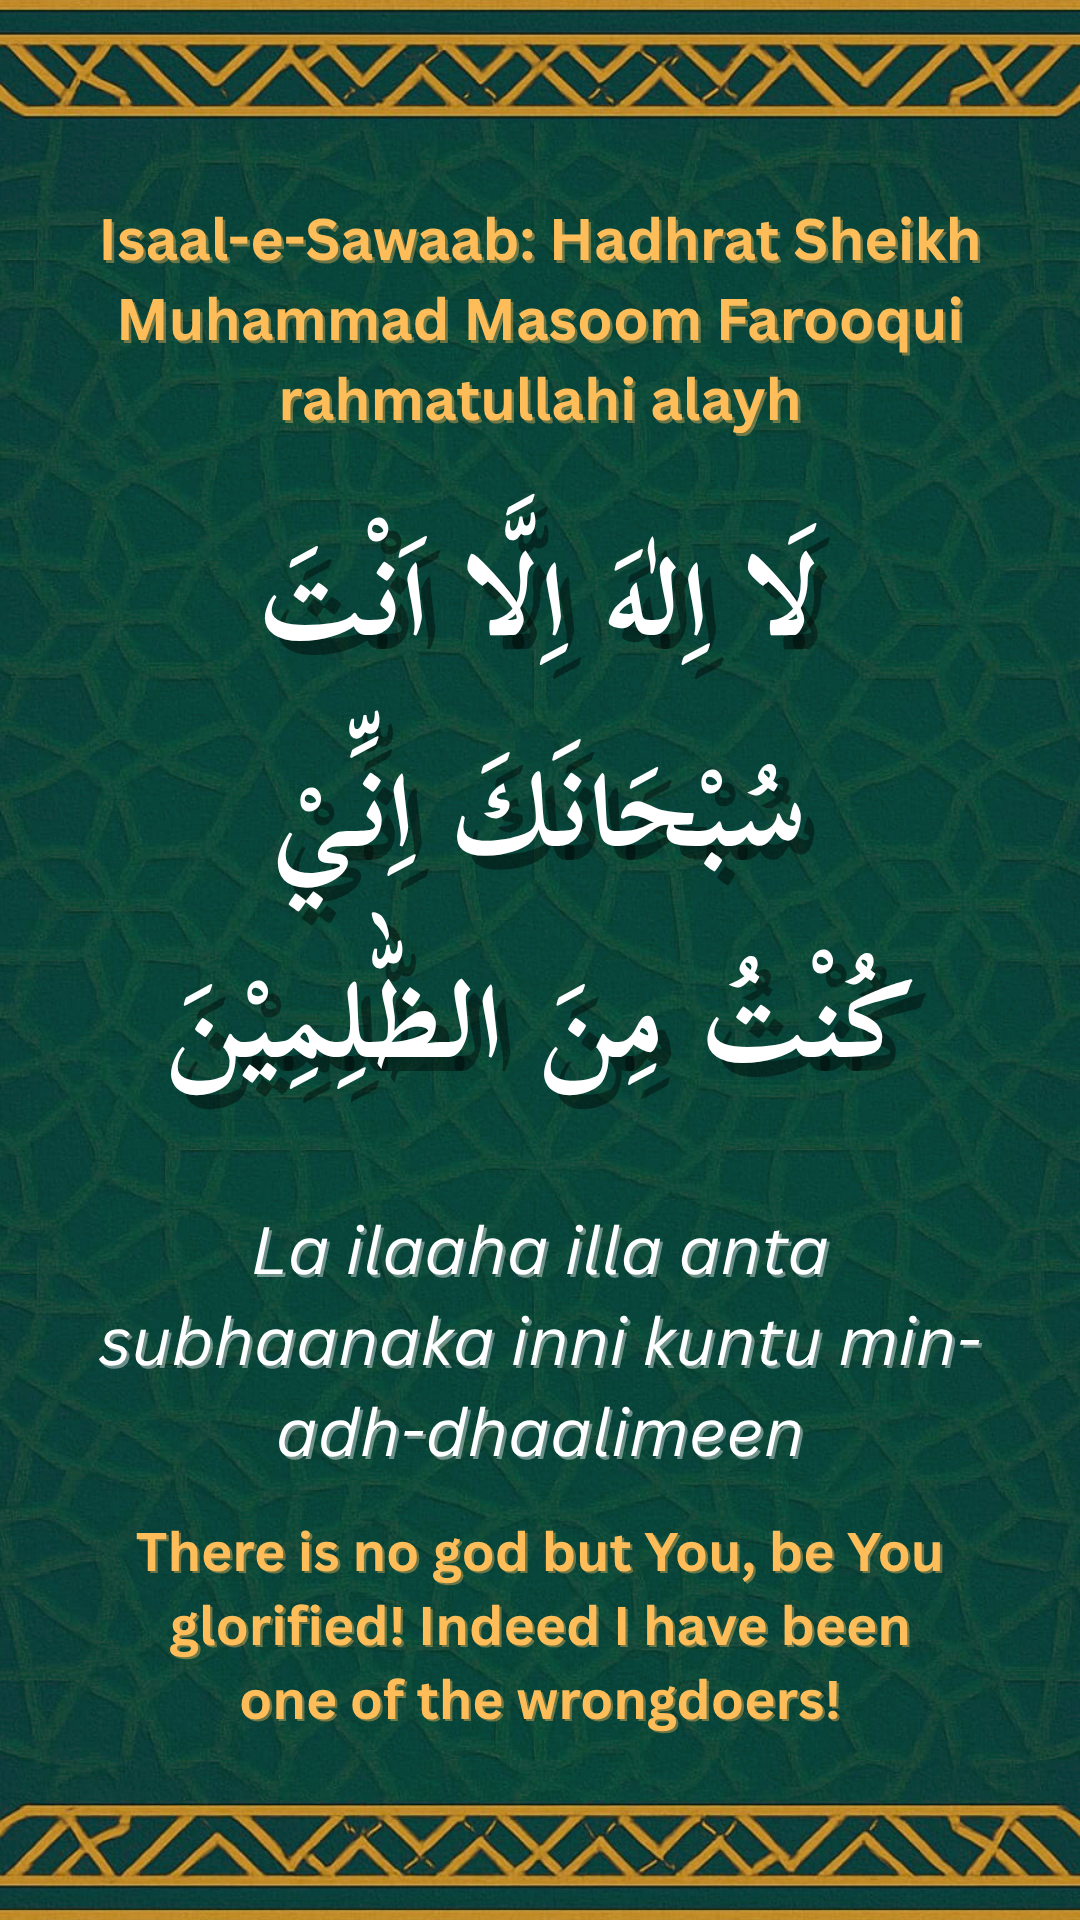 Isaal-e-Sawaab: Hadhrat Sheikh
Muhammad Masoom Farooqui
rahmatullahi alayh
لَا اِلٰهَ اِلَّا اَنْتَ
سُبْحَانَكَ اِنِّيْ
كُنْتُ مِنَ الظّٰلِمِيْنَ
La ilaaha illa anta
subhaanaka inni kuntu min-
adh-dhaalimeen
There is no god but You, be You
glorified! Indeed I have been
one of the wrongdoers!